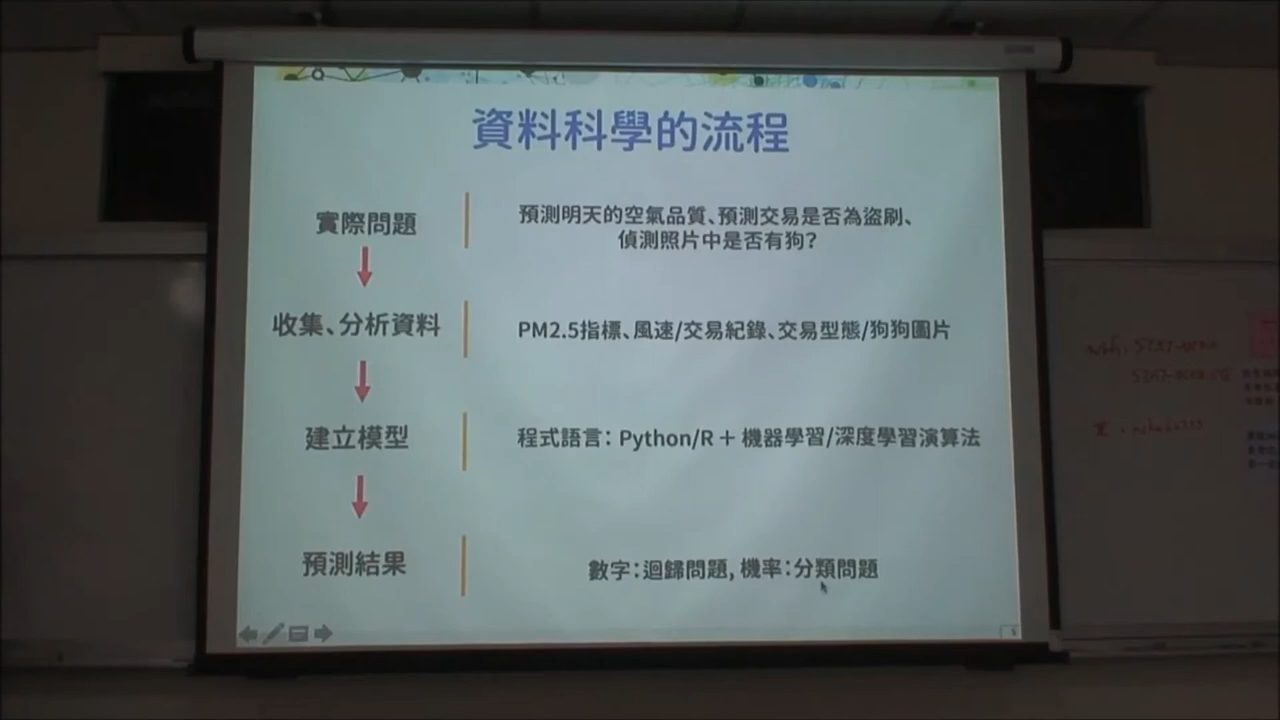 資料科學的流程
實際問題
預測明天的空氣品質、預測交易是否為盜刷、
偵測照片中是否有狗?
收集、分析資料
PM2.5指標、風速/交易紀錄、交易型態/狗狗圖片
建立模型
程式語言: Python/R + 機器學習/深度學習演算法
預測結果
數字:迴歸問題, 機率:分類問題
5